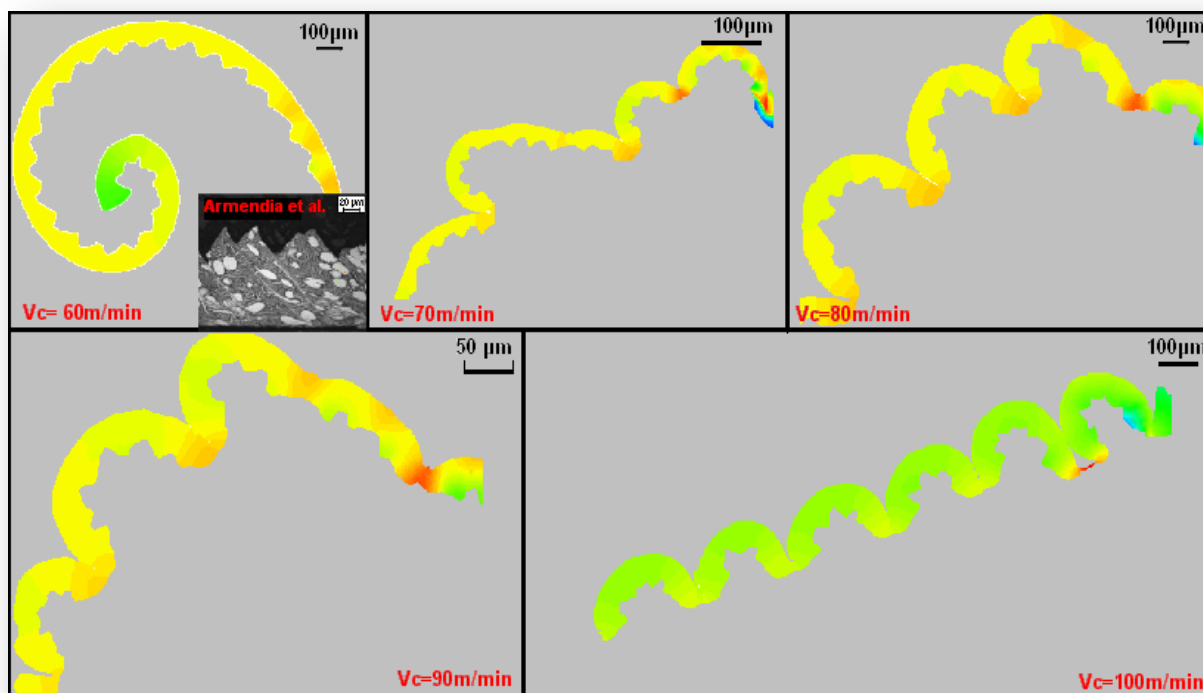 100µm
Armendia et al.
20 µm
Vc= 60m/min
100µm
Vc=70m/min
100µm
Vc=80m/min
50 µm
Vc=90m/min
100µm
Vc=100m/min